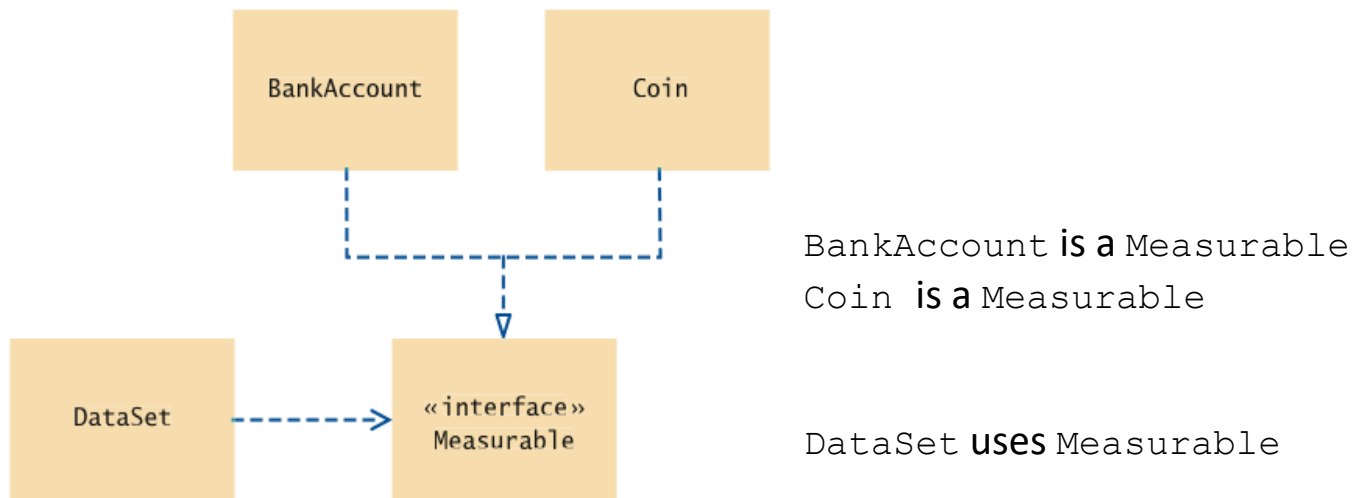 BankAccount
Coin
BankAccount is a Measurable
Coin is a Measurable
DataSet
«interface»
Measurable
DataSet uses Measurable